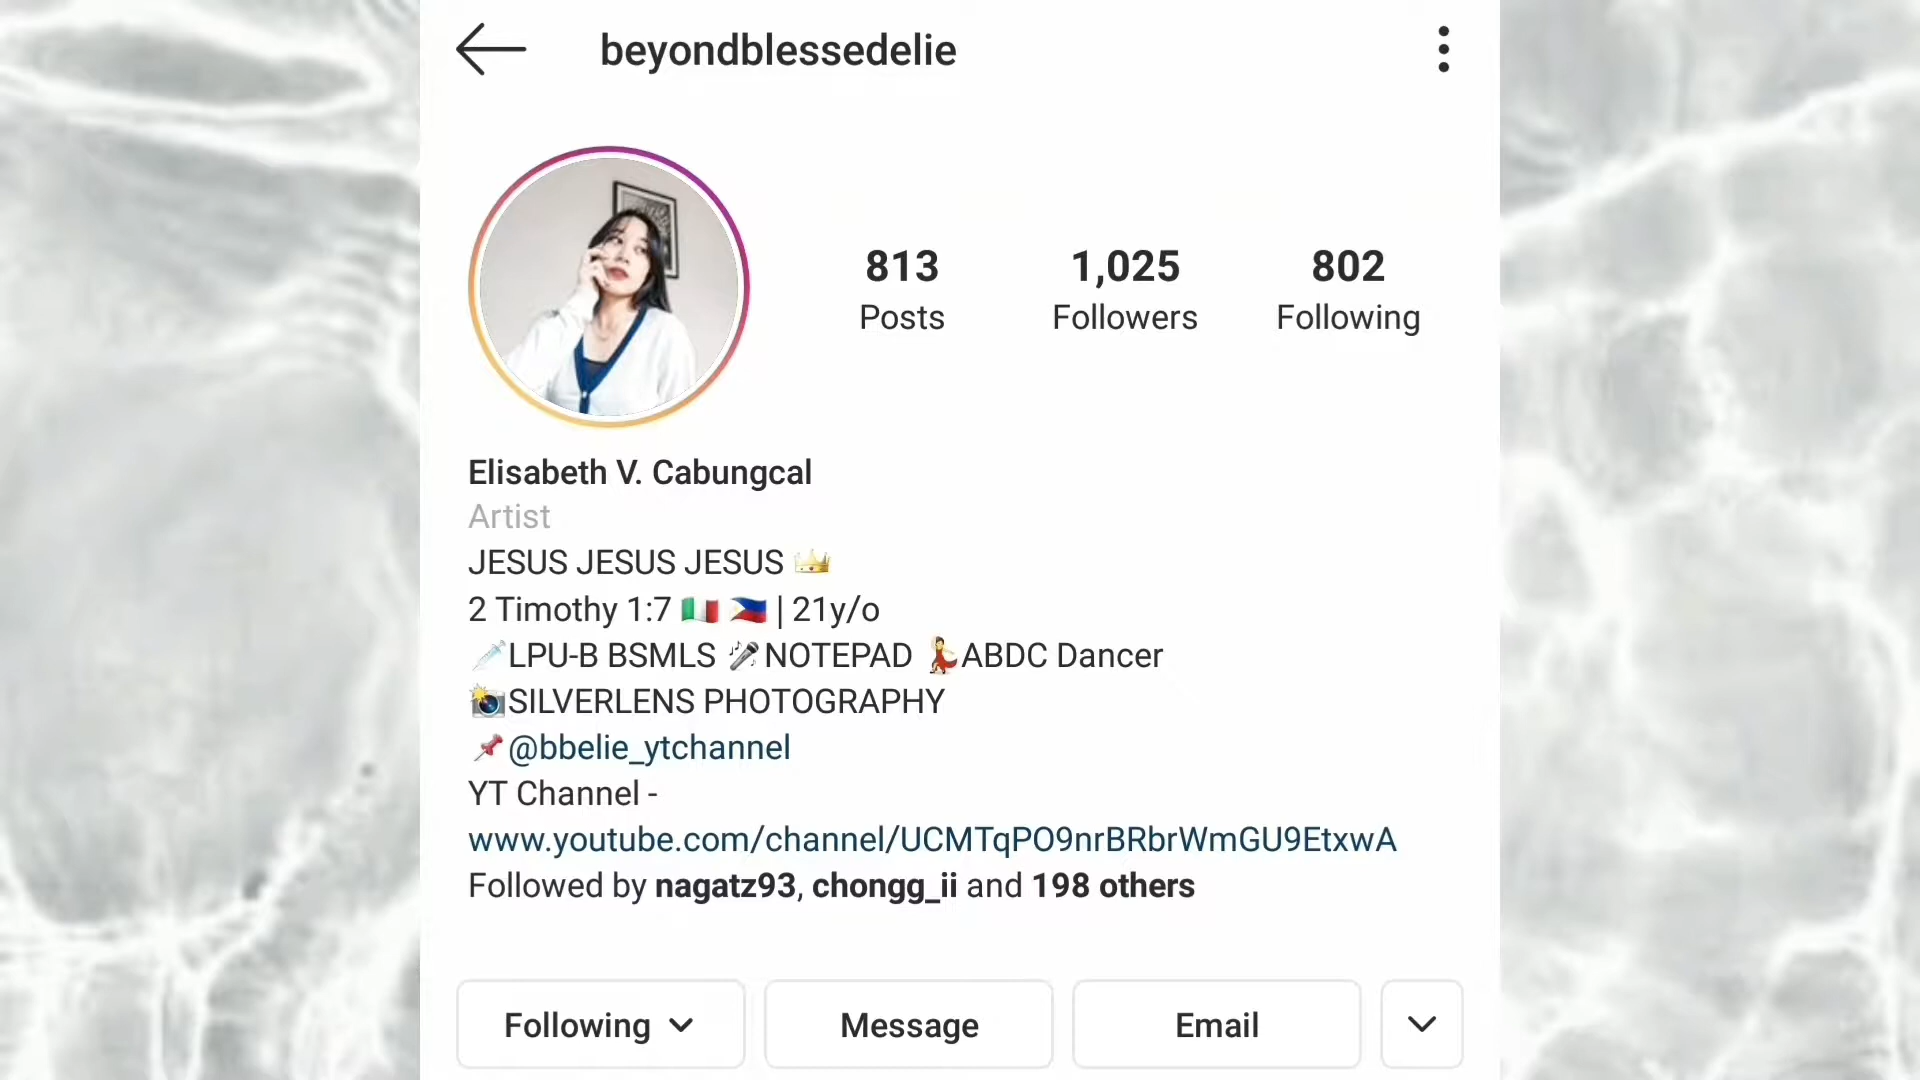 beyondblessedelie
813
Posts
1,025
Followers
802
Following
Elisabeth V. Cabungcal
Artist
JESUS JESUS JESUS 👑
2 Timothy 1:7 🇮🇹 🇵🇭 | 21y/o
💉LPU-B BSMLS 🎤NOTEPAD 💃ABDC Dancer
📸SILVERLENS PHOTOGRAPHY
📌@bbelie_ytchannel
YT Channel -
www.youtube.com/channel/UCMTqPO9nrBRbrWmGU9EtxwA
Followed by nagatz93, chongg_ii and 198 others
Following
Message
Email